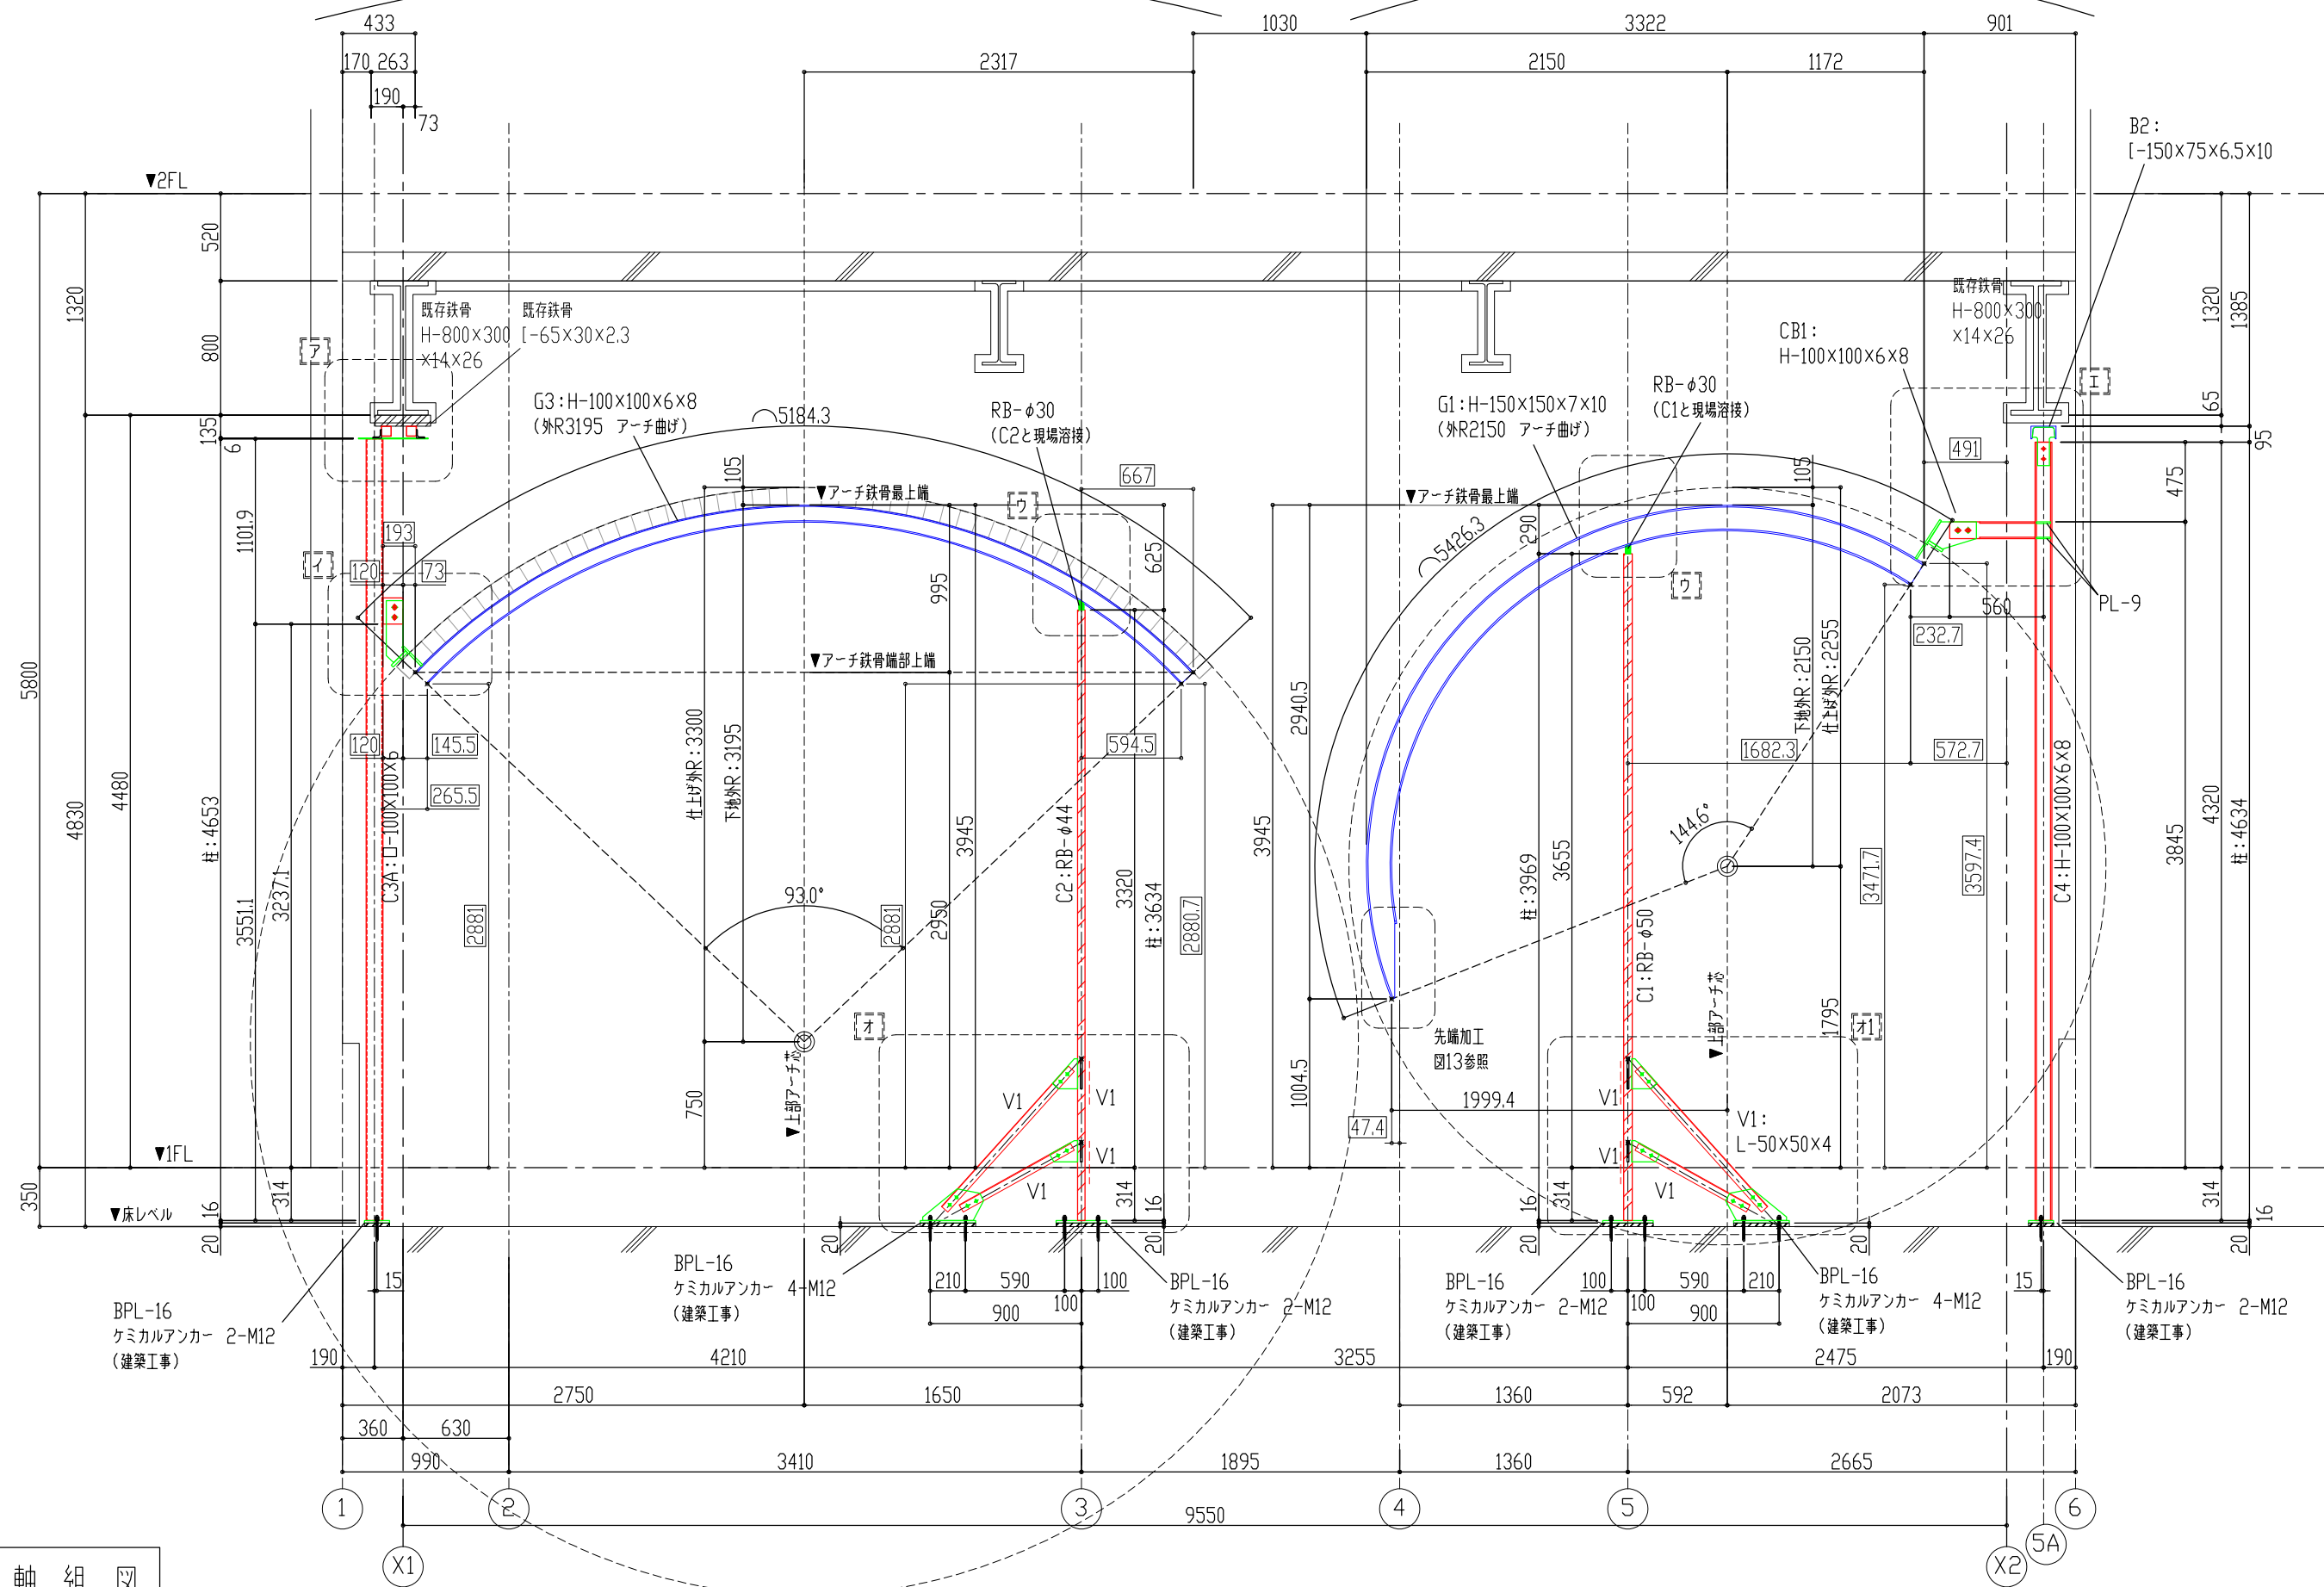 433
1030
3322
901
170 263
2317
2150
1172
190
73
B2:
[-150×75×6.5×10
▼2FL
520
1320
800
135
6
既存鉄骨
H-800×300
×14×26
既存鉄骨
[-65×30×2.3
ア
G3:H-100×100×6×8
(外R3195 アーチ曲げ)
5184.3
RB-φ30
(C2と現場溶接)
G1:H-150×150×7×10
(外R2150 アーチ曲げ)
RB-φ30
(C1と現場溶接)
CB1:
H-100×100×6×8
既存鉄骨
H-800×300
×14×26
エ
1320
1385
65
95
491
475
105
▼アーチ鉄骨最上端
667
ウ
▼アーチ鉄骨最上端
105
290
5426.3
ウ
1101.9
193
イ
120
73
995
625
560
PL-9
232.7
▼アーチ鉄骨端部上端
5800
4830
4480
柱:4653
3551.1
3237.1
120
145.5
265.5
C3A:ロ-100×100×6
2881
仕上げ外R:3300
下地外R:3195
93.0°
2881
2950
3945
594.5
C2:RB-φ44
3320
柱:3634
2880.7
3945
2940.5
柱:3969
3655
C1:RB-φ50
1682.3
572.7
144.6°
下地外R:2150
仕上げ外R:2255
3471.7
3597.4
C4:H-100×100×6×8
3845
4320
柱:4634
オ
▼上部アーチ芯
750
先端加工
図13参照
1004.5
1999.4
47.4
▼上部アーチ芯
1795
オ1
V1
V1
V1
V1
V1
V1
V1
V1:
L-50×50×4
▼1FL
350
▼床レベル
16
20
314
20
314
16
20
16
314
20
20
314
16
20
15
BPL-16
ケミカルアンカー 2-M12
(建築工事)
BPL-16
ケミカルアンカー 4-M12
(建築工事)
210
590
100
100
900
BPL-16
ケミカルアンカー 2-M12
(建築工事)
BPL-16
ケミカルアンカー 2-M12
(建築工事)
100
100
590
210
900
BPL-16
ケミカルアンカー 4-M12
(建築工事)
15
BPL-16
ケミカルアンカー 2-M12
(建築工事)
190
4210
3255
2475
190
2750
1650
1360
592
2073
360
630
990
3410
1895
1360
2665
1
2
3
4
5
6
9550
X1
X2
5A
軸組図